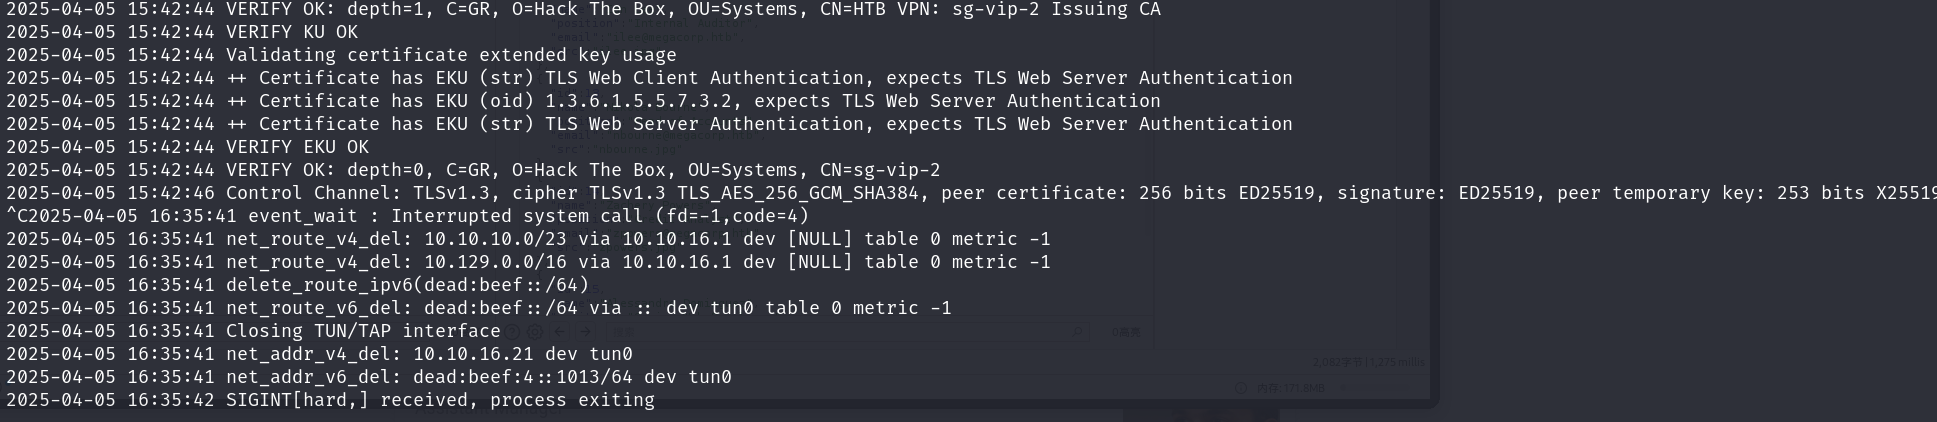 2025-04-05 15:42:44 VERIFY OK: depth=1, C=GR, O=Hack The Box, OU=Systems, CN=HTB VPN: sg-vip-2 Issuing CA
2025-04-05 15:42:44 VERIFY KU OK
2025-04-05 15:42:44 Validating certificate extended key usage
2025-04-05 15:42:44 ++ Certificate has EKU (str) TLS Web Client Authentication, expects TLS Web Server Authentication
2025-04-05 15:42:44 ++ Certificate has EKU (oid) 1.3.6.1.5.5.7.3.2, expects TLS Web Server Authentication
2025-04-05 15:42:44 ++ Certificate has EKU (str) TLS Web Server Authentication, expects TLS Web Server Authentication
2025-04-05 15:42:44 VERIFY EKU OK
2025-04-05 15:42:44 VERIFY OK: depth=0, C=GR, O=Hack The Box, OU=Systems, CN=sg-vip-2
2025-04-05 15:42:46 Control Channel: TLSv1.3, cipher TLSv1.3 TLS_AES_256_GCM_SHA384, peer certificate: 256 bits ED25519, signature: ED25519, peer temporary key: 253 bits X25519
^C2025-04-05 16:35:41 event_wait : Interrupted system call (fd=-1,code=4)
2025-04-05 16:35:41 net_route_v4_del: 10.10.10.0/23 via 10.10.16.1 dev [NULL] table 0 metric -1
2025-04-05 16:35:41 net_route_v4_del: 10.129.0.0/16 via 10.10.16.1 dev [NULL] table 0 metric -1
2025-04-05 16:35:41 delete_route_ipv6(dead:beef::/64)
2025-04-05 16:35:41 net_route_v6_del: dead:beef::/64 via :: dev tun0 table 0 metric -1
2025-04-05 16:35:41 Closing TUN/TAP interface
2025-04-05 16:35:41 net_addr_v4_del: 10.10.16.21 dev tun0
2025-04-05 16:35:41 net_addr_v6_del: dead:beef:4::1013/64 dev tun0
2025-04-05 16:35:42 SIGINT[hard,] received, process exiting